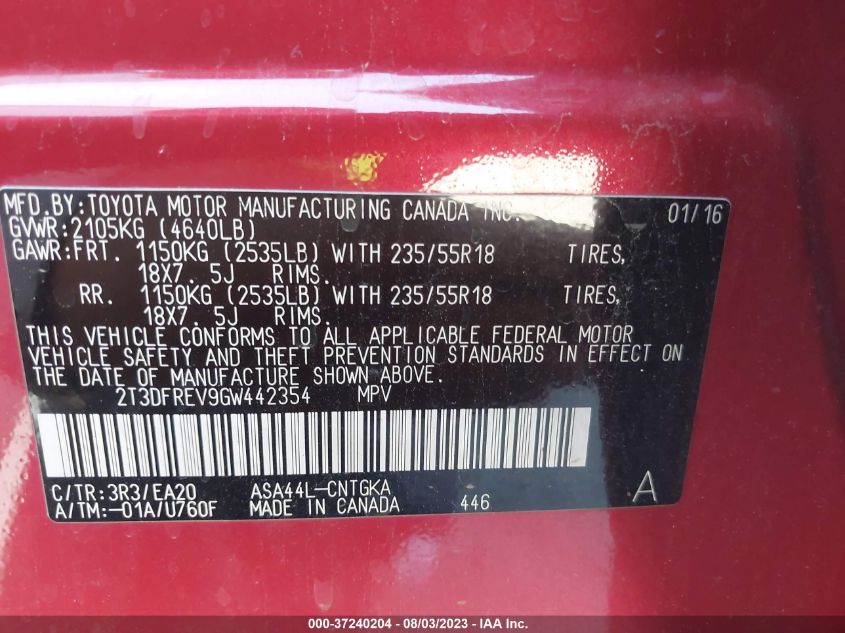 MFD.BY:TOYOTA MOTOR MANUFACTURING CANADA INC. 01/16
GVWR:2105KG (4640LB)
GAWR:FRT. 1150KG (2535LB) WITH 235/55R18 TIRES,
18X7. 5J RIMS.
RR. 1150KG (2535LB) WITH 235/55R18 TIRES,
18X7. 5J RIMS.
THIS VEHICLE CONFORMS TO ALL APPLICABLE FEDERAL MOTOR
VEHICLE SAFETY AND THEFT PREVENTION STANDARDS IN EFFECT ON
THE DATE OF MANUFACTURE SHOWN ABOVE.
2T3DFREV9GW442354 MPV
C/TR:3R3/EA20 ASA44L-CNTGKA A
A/TM:-01A/U760F MADE IN CANADA 446
000-37240204 - 08/03/2023 - IAA Inc.